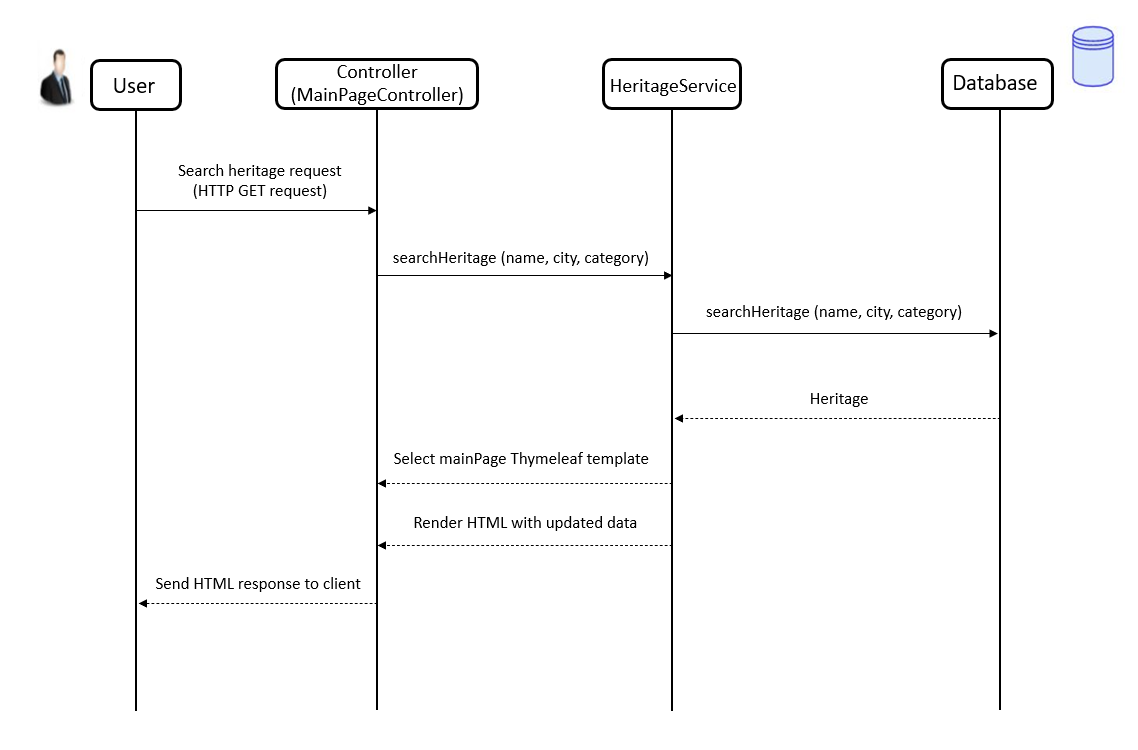 User
Controller
(MainPageController)
HeritageService
Database
Search heritage request
(HTTP GET request)
searchHeritage (name, city, category)
searchHeritage (name, city, category)
Heritage
Select mainPage Thymeleaf template
Render HTML with updated data
Send HTML response to client